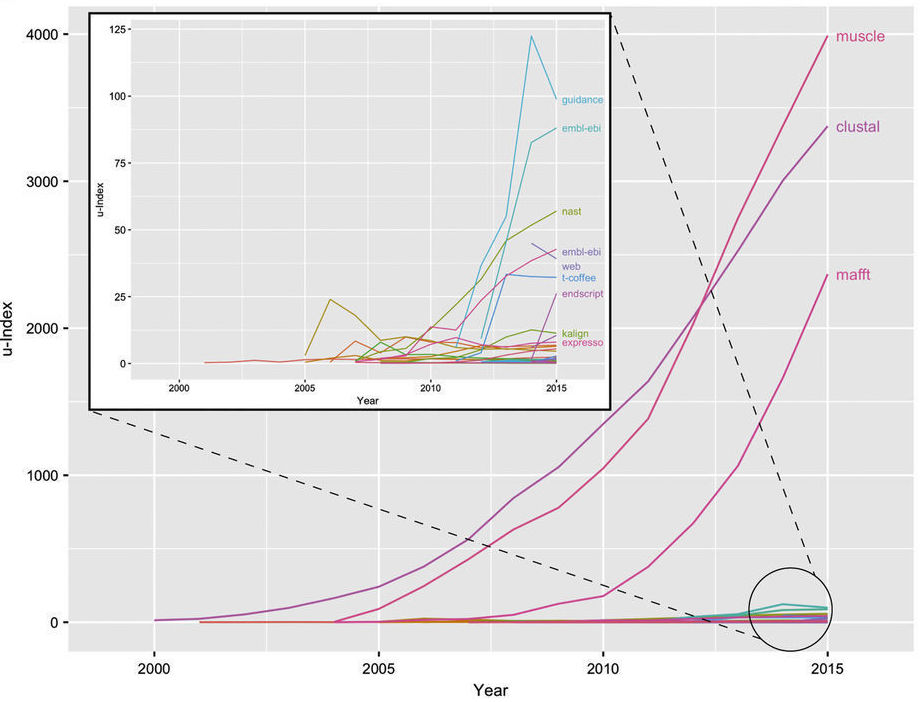 4000
3000
2000
1000
0
u-Index
2000
2005
2010
2015
Year
muscle
clustal
mafft
125
100
75
50
25
0
u-Index
2000
2005
2010
2015
Year
guidance
embl-ebi
nast
embl-ebi
web
t-coffee
endscript
kalign
expresso